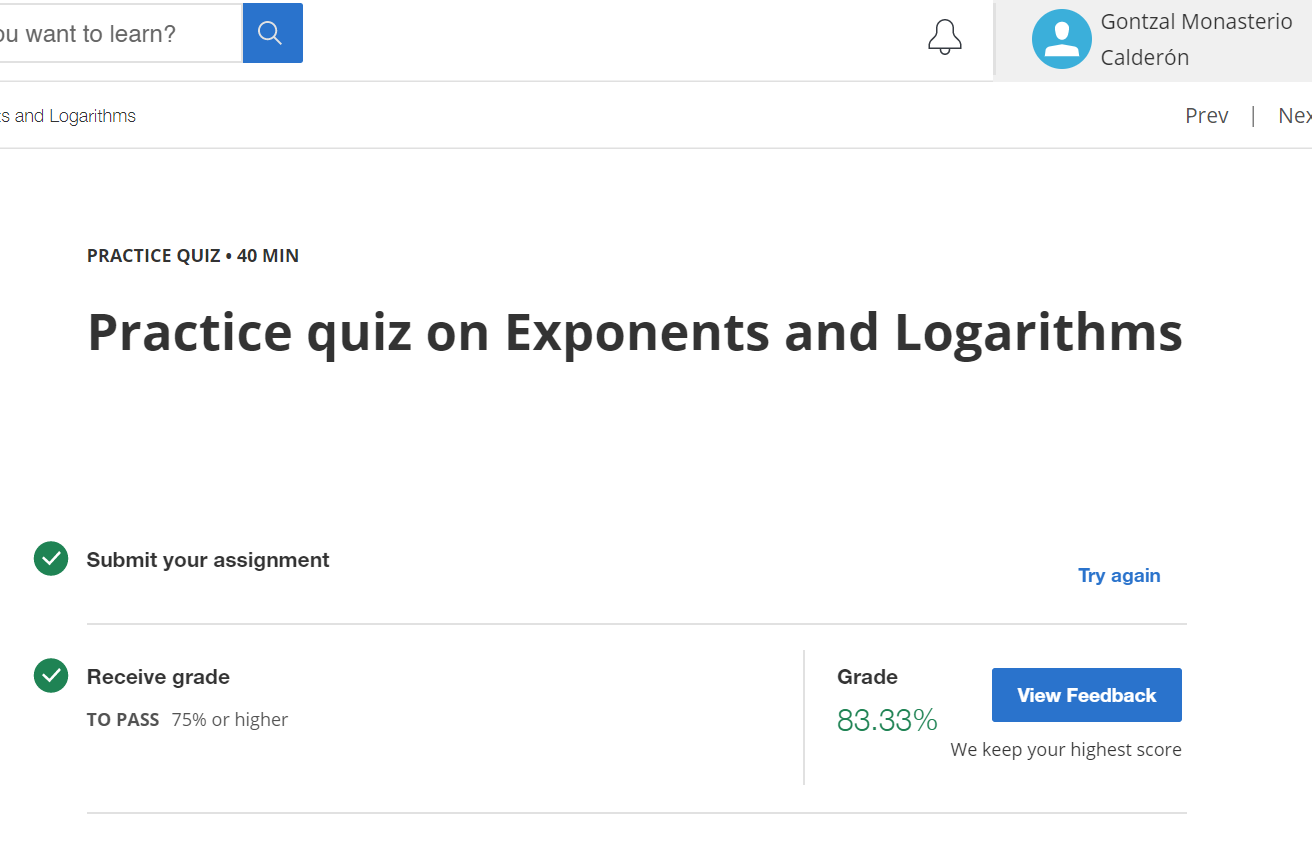 ou want to learn?
Gontzal Monasterio
Calderón
s and Logarithms
Prev | Nex
PRACTICE QUIZ • 40 MIN
Practice quiz on Exponents and Logarithms
Submit your assignment
Try again
Receive grade
TO PASS 75% or higher
Grade
83.33%
View Feedback
We keep your highest score